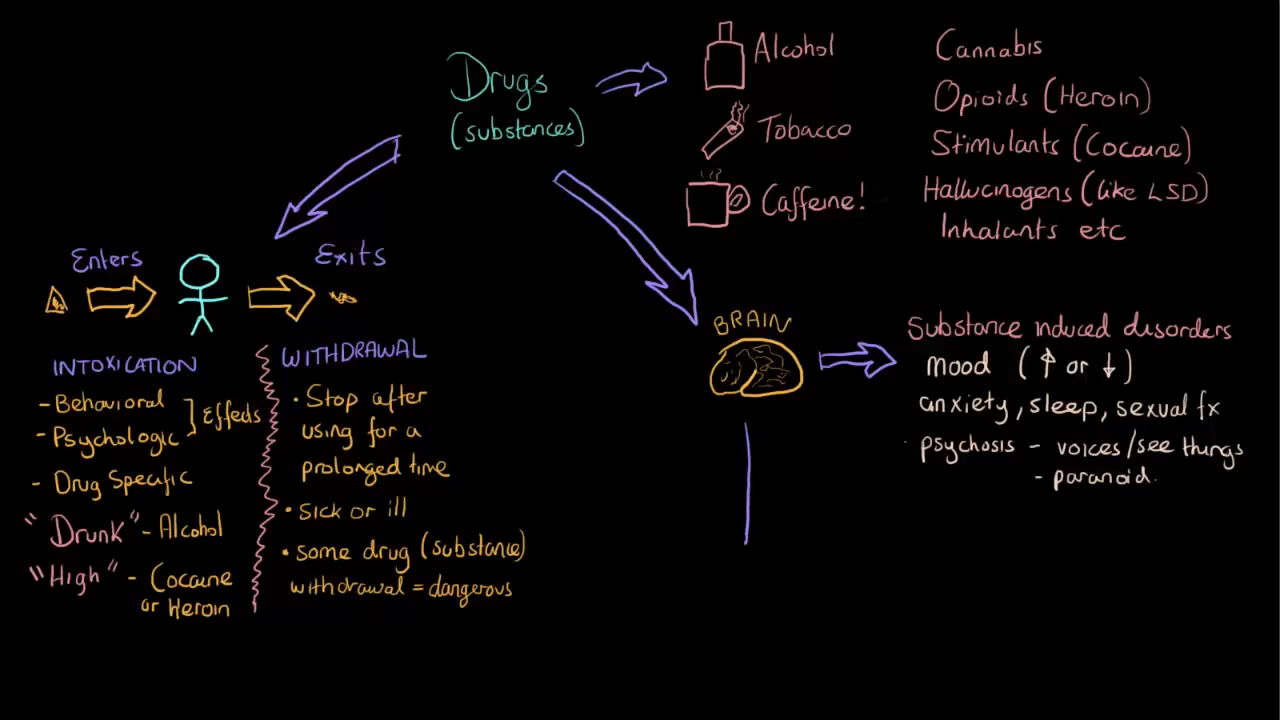 Drugs
(substances)
Alcohol
Tobacco
Caffeine!
Cannabis
Opioids (Heroin)
Stimulants (Cocaine)
Hallucinogens (like LSD)
Inhalants etc
Enters
Exits
INTOXICATION
- Behavioral
- Psychologic
Effects
- Drug Specific
"Drunk" - Alcohol
"High" - Cocaine
or Heroin
WITHDRAWAL
• Stop after
using for a
prolonged time
• Sick or ill
• Some drug (substance)
withdrawal = dangerous
BRAIN
Substance induced disorders
mood (↑ or ↓)
anxiety, sleep, sexual fx
psychosis - voices/see things
- paranoid.